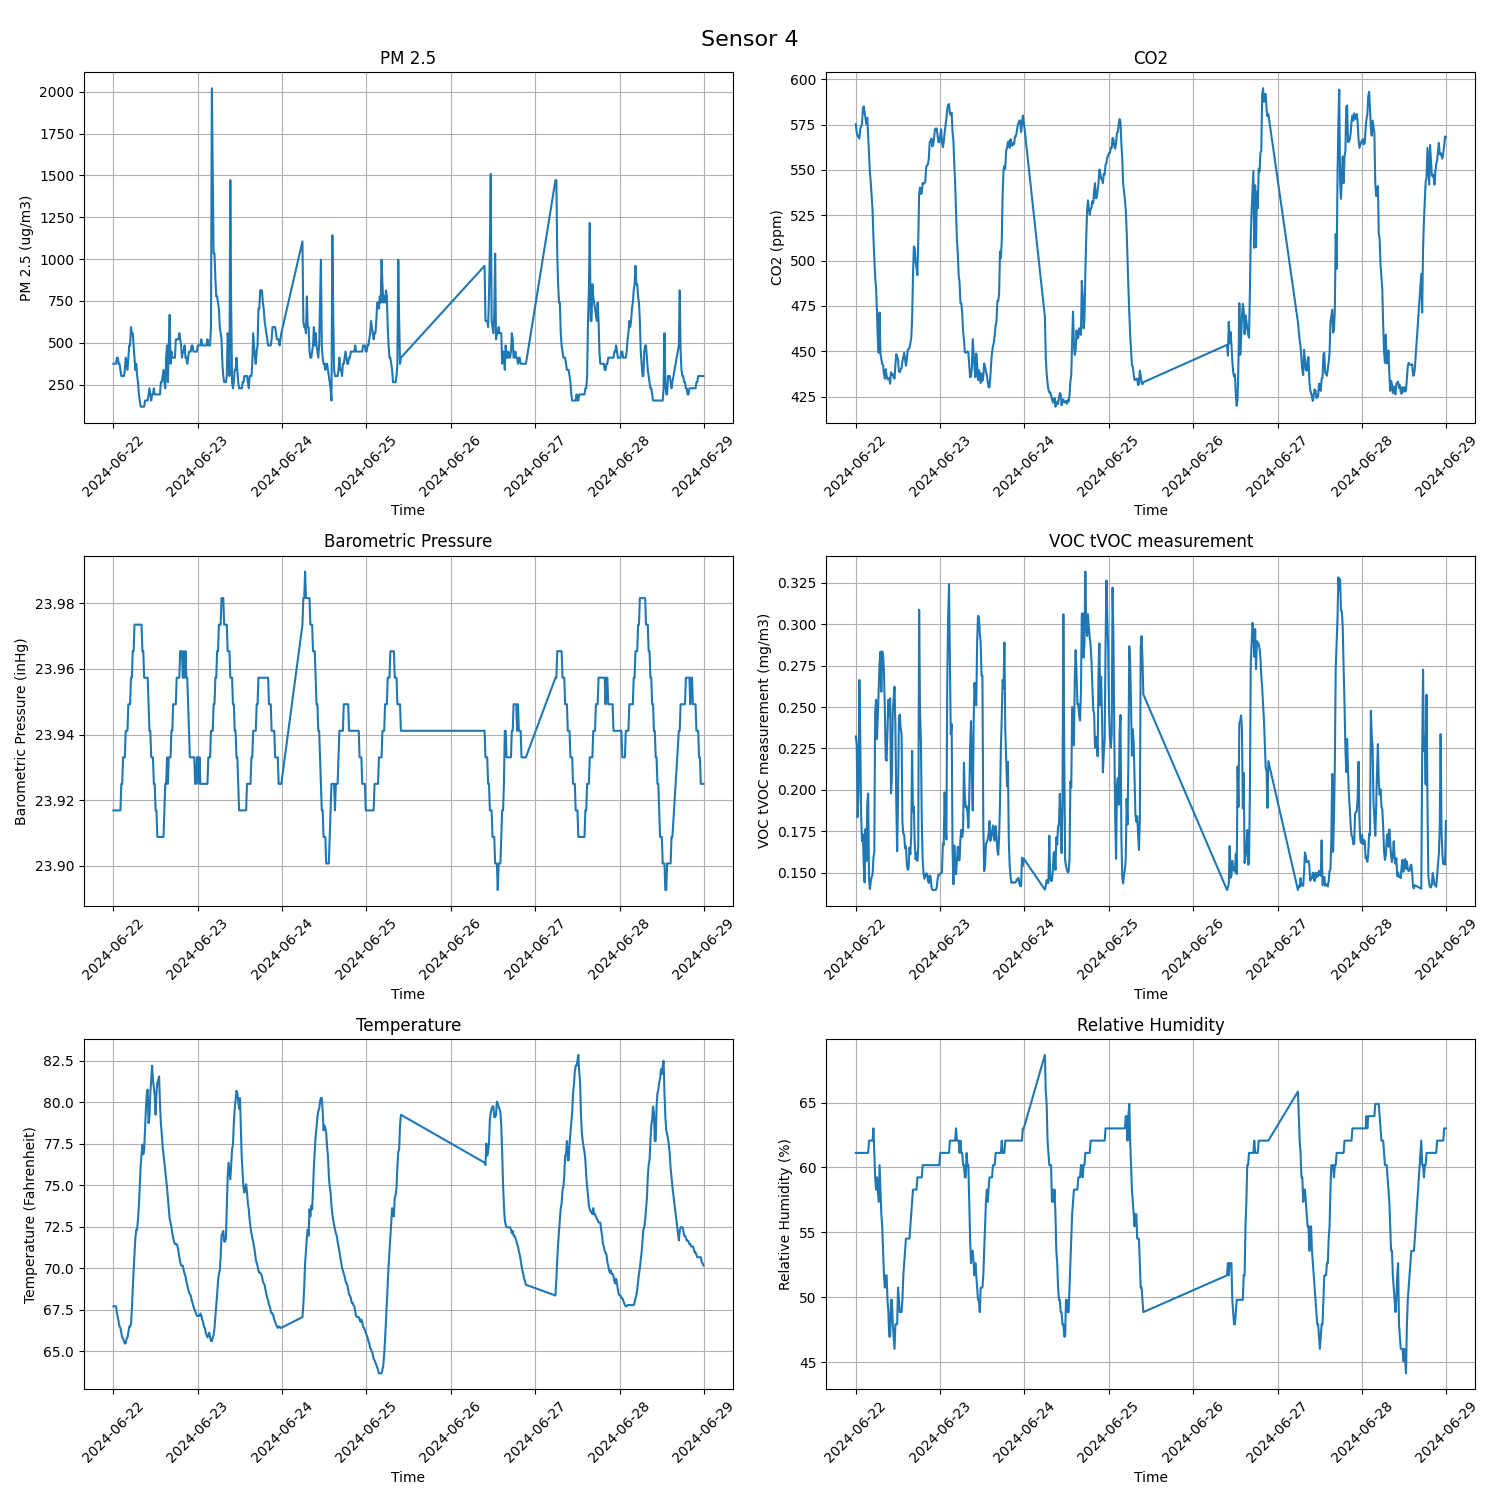 Sensor 4
PM 2.5
PM 2.5 (ug/m3)
2000
1750
1500
1250
1000
750
500
250
2024-06-22 2024-06-23 2024-06-24 2024-06-25 2024-06-26 2024-06-27 2024-06-28 2024-06-29
Time
CO2
CO2 (ppm)
600
575
550
525
500
475
450
425
2024-06-22 2024-06-23 2024-06-24 2024-06-25 2024-06-26 2024-06-27 2024-06-28 2024-06-29
Time
Barometric Pressure
Barometric Pressure (inHg)
23.98
23.96
23.94
23.92
23.90
2024-06-22 2024-06-23 2024-06-24 2024-06-25 2024-06-26 2024-06-27 2024-06-28 2024-06-29
Time
VOC tVOC measurement
VOC tVOC measurement (mg/m3)
0.325
0.300
0.275
0.250
0.225
0.200
0.175
0.150
2024-06-22 2024-06-23 2024-06-24 2024-06-25 2024-06-26 2024-06-27 2024-06-28 2024-06-29
Time
Temperature
Temperature (Fahrenheit)
82.5
80.0
77.5
75.0
72.5
70.0
67.5
65.0
2024-06-22 2024-06-23 2024-06-24 2024-06-25 2024-06-26 2024-06-27 2024-06-28 2024-06-29
Time
Relative Humidity
Relative Humidity (%)
65
60
55
50
45
2024-06-22 2024-06-23 2024-06-24 2024-06-25 2024-06-26 2024-06-27 2024-06-28 2024-06-29
Time